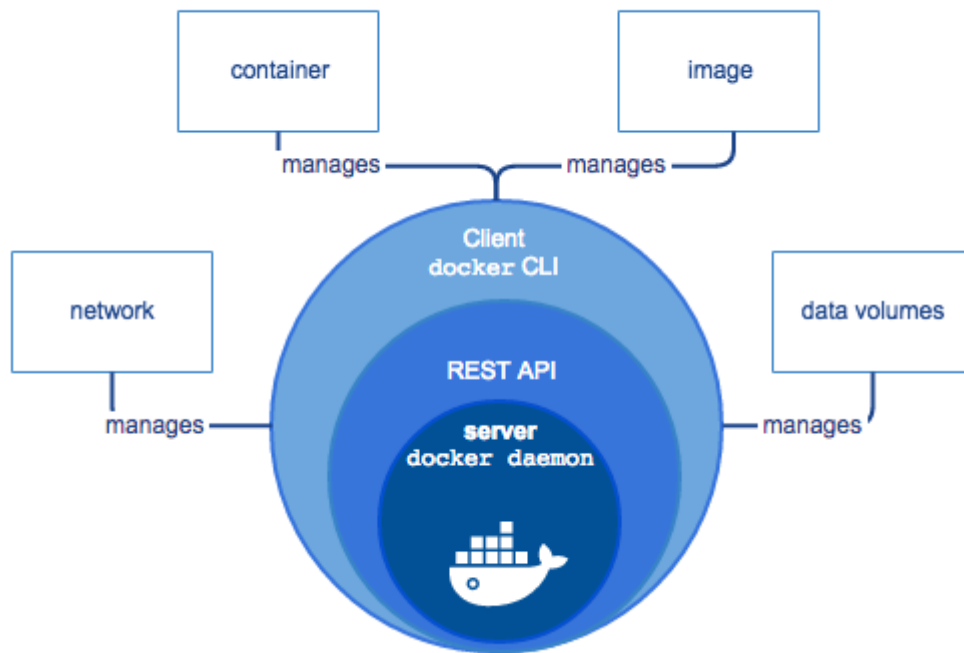 container
image
manages
manages
Client
docker CLI
network
data volumes
REST API
manages
manages
server
docker daemon